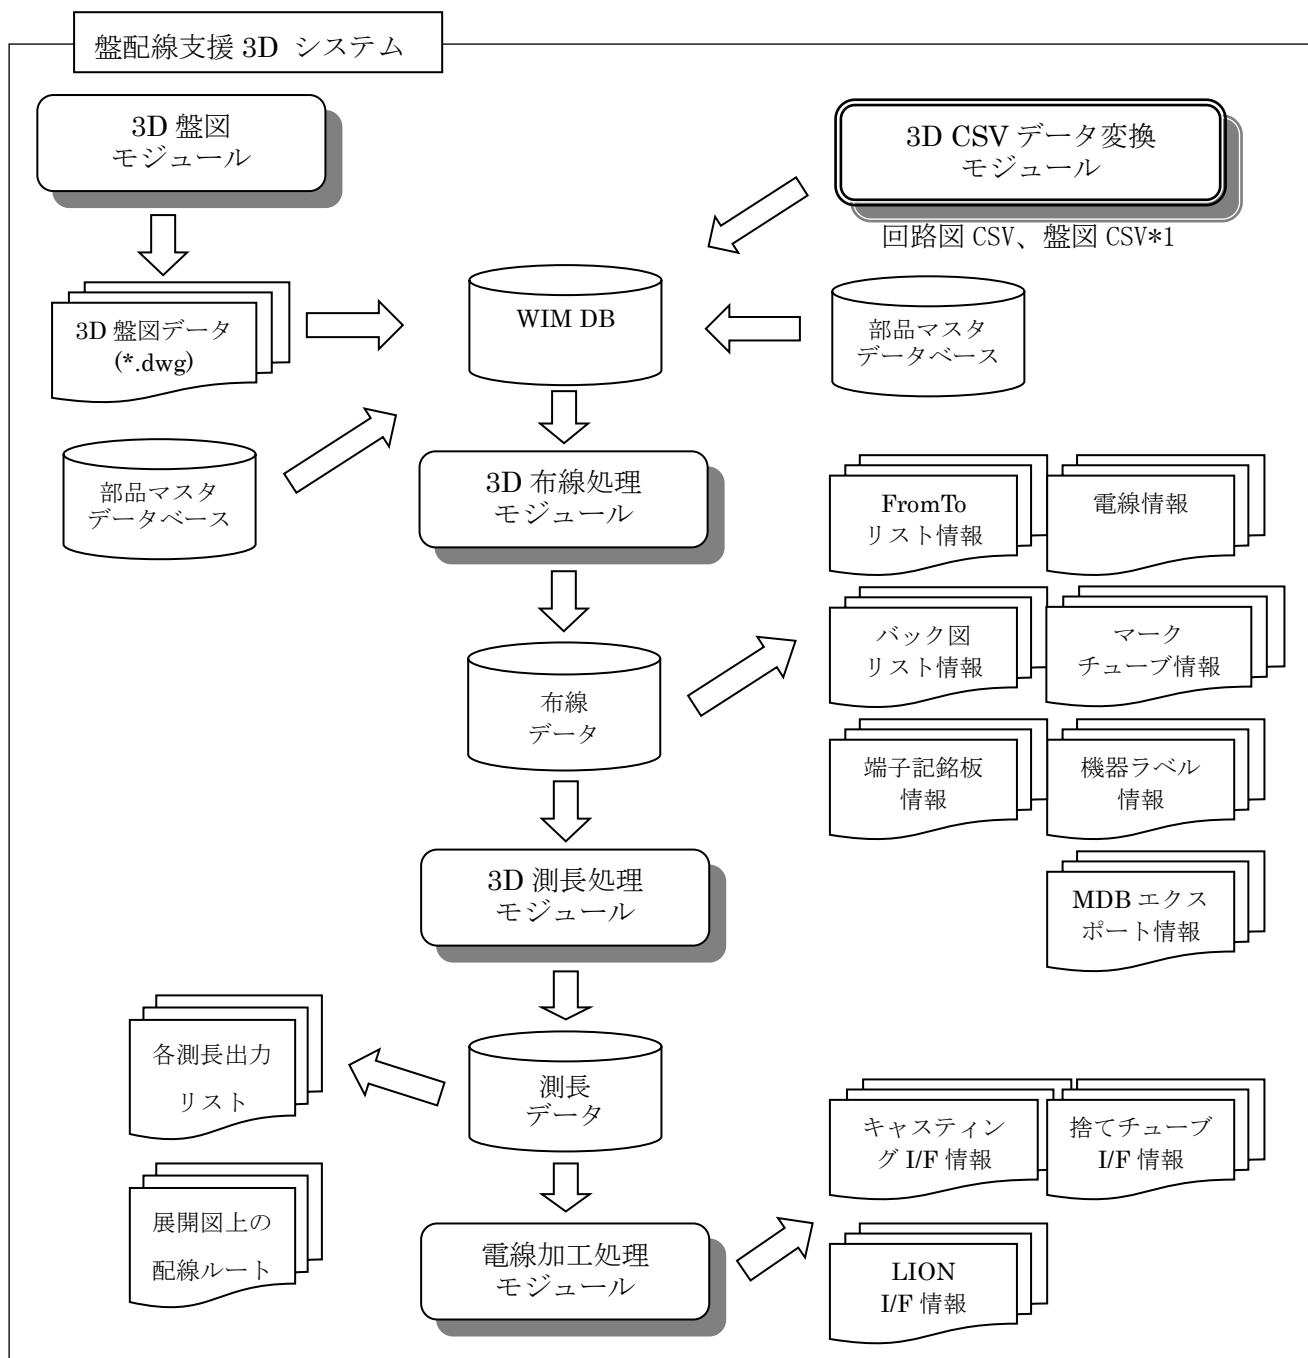 盤配線支援 3D システム
3D 盤図
モジュール
3D CSV データ変換
モジュール
回路図 CSV、盤図 CSV*1
3D 盤図データ
(*.dwg)
WIM DB
部品マスタ
データベース
部品マスタ
データベース
3D 布線処理
モジュール
FromTo
リスト情報
電線情報
バック図
リスト情報
マーク
チューブ情報
布線
データ
端子記銘板
情報
機器ラベル
情報
3D 測長処理
モジュール
MDB エクス
ポート情報
各測長出力
リスト
測長
データ
キャスティン
グ I/F 情報
捨てチューブ
I/F 情報
展開図上の
配線ルート
電線加工処理
モジュール
LION
I/F 情報